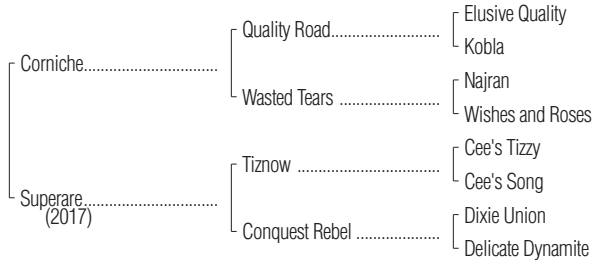 Elusive Quality
Quality Road
Kobla
Corniche
Najran
Wasted Tears
Wishes and Roses
Cee's Tizzy
Tiznow
Cee's Song
Superare
(2017)
Dixie Union
Conquest Rebel
Delicate Dynamite